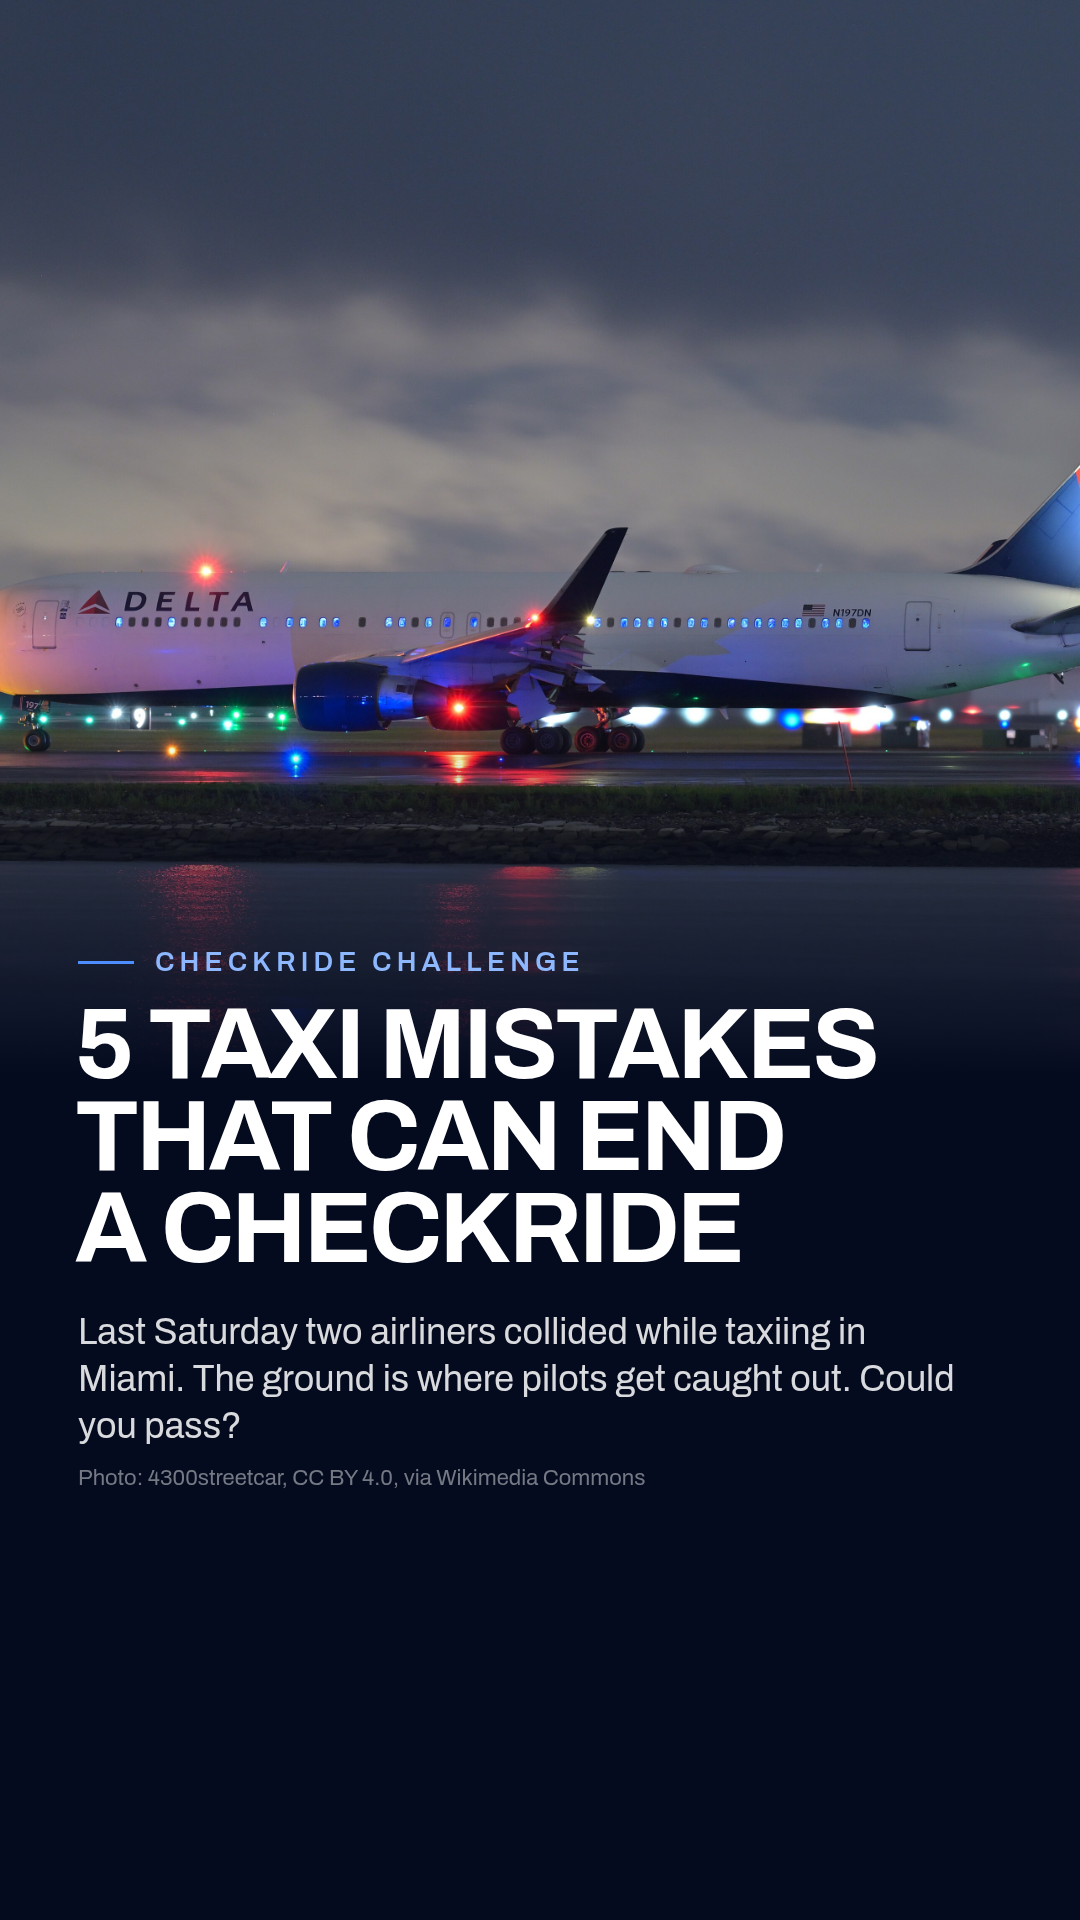 DELTA
N197DN
197
CHECKRIDE CHALLENGE
5 TAXI MISTAKES
THAT CAN END
A CHECKRIDE
Last Saturday two airliners collided while taxiing in
Miami. The ground is where pilots get caught out. Could
you pass?
Photo: 4300streetcar, CC BY 4.0, via Wikimedia Commons